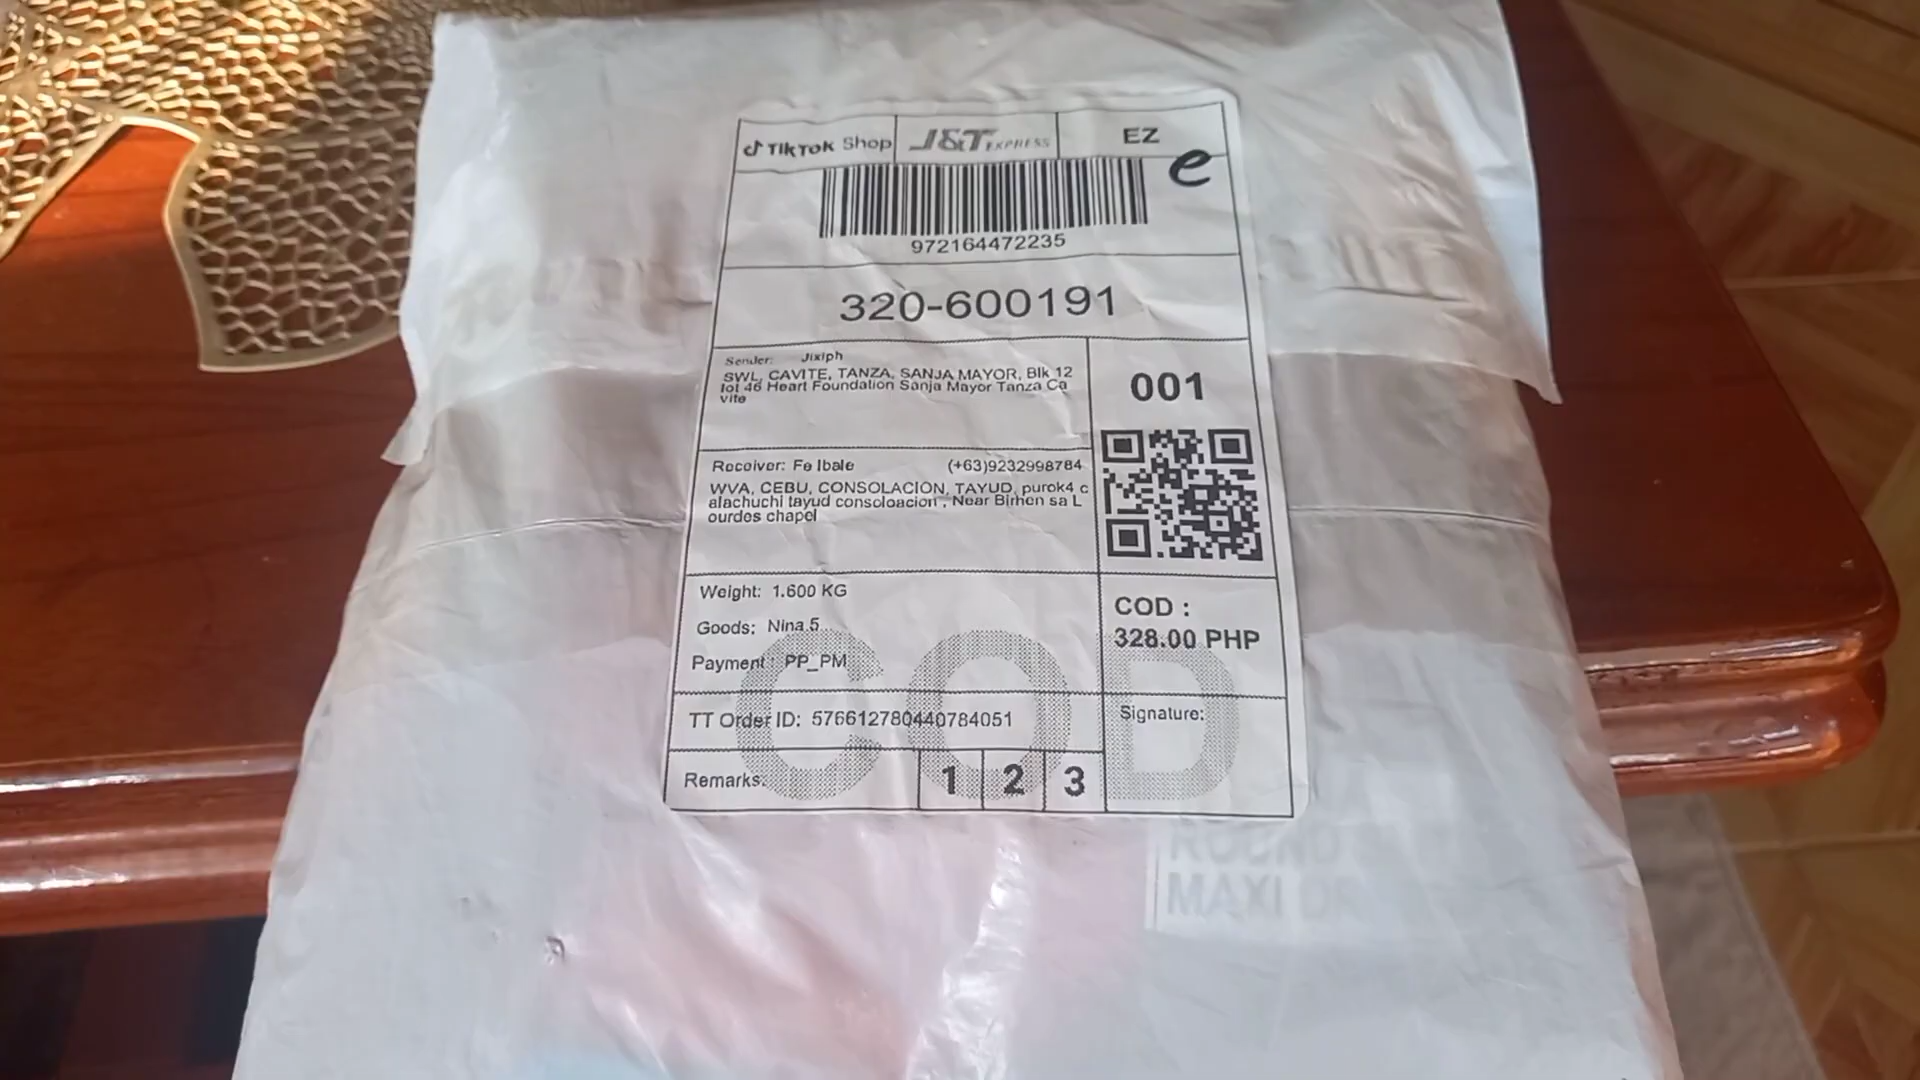 TikTok Shop J&T EXPRESS EZ
e
972164472235
320-600191
Sender: Jixiph
SWL, CAVITE, TANZA, SANJA MAYOR, Blk 12
lot 46 Heart Foundation Sanja Mayor Tanza Ca
vite
001
Receiver: Fe Ibale (+63)9232998784
WVA, CEBU, CONSOLACION, TAYUD, purok4 c
alachuchi tayud consoloacion , Near Birhen sa L
ourdes chapel
Weight: 1.600 KG
Goods: Nina.5
Payment : PP_PM
COD :
328.00 PHP
COD
TT Order ID: 576612780440784051
Signature:
Remarks: 1 2 3
ROUND
MAXI